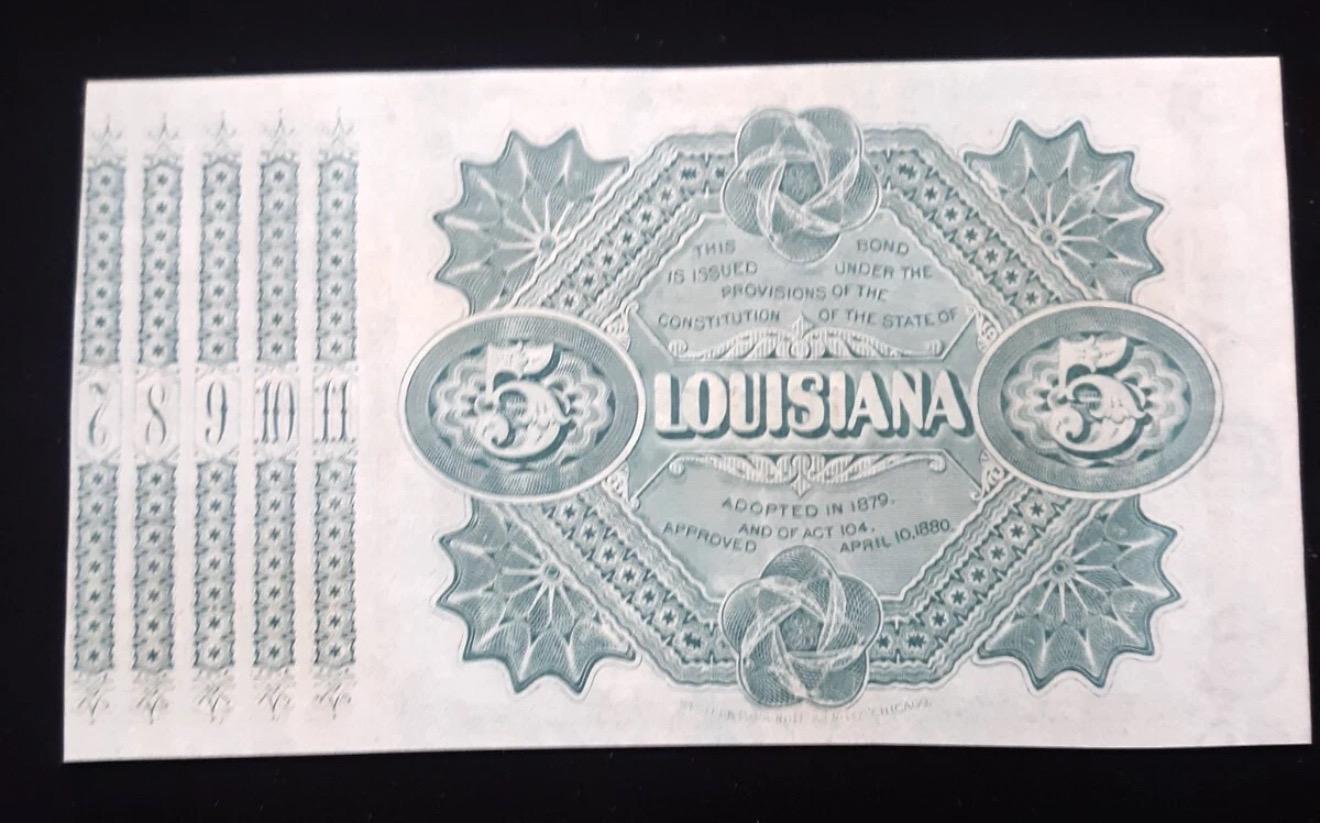 THIS BOND
IS ISSUED UNDER THE
PROVISIONS OF THE
CONSTITUTION OF THE STATE OF
7 8 9 10 11
5 LOUISIANA 5
ADOPTED IN 1879.
AND OF ACT 104,
APPROVED APRIL 10, 1880.
CHICAGO.